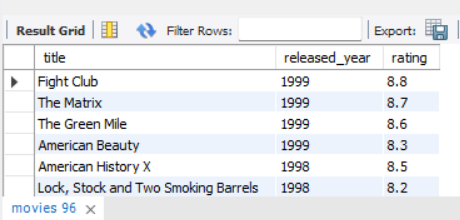 Result Grid Filter Rows: Export:
title released_year rating
Fight Club 1999 8.8
The Matrix 1999 8.7
The Green Mile 1999 8.6
American Beauty 1999 8.3
American History X 1998 8.5
Lock, Stock and Two Smoking Barrels 1998 8.2
movies 96